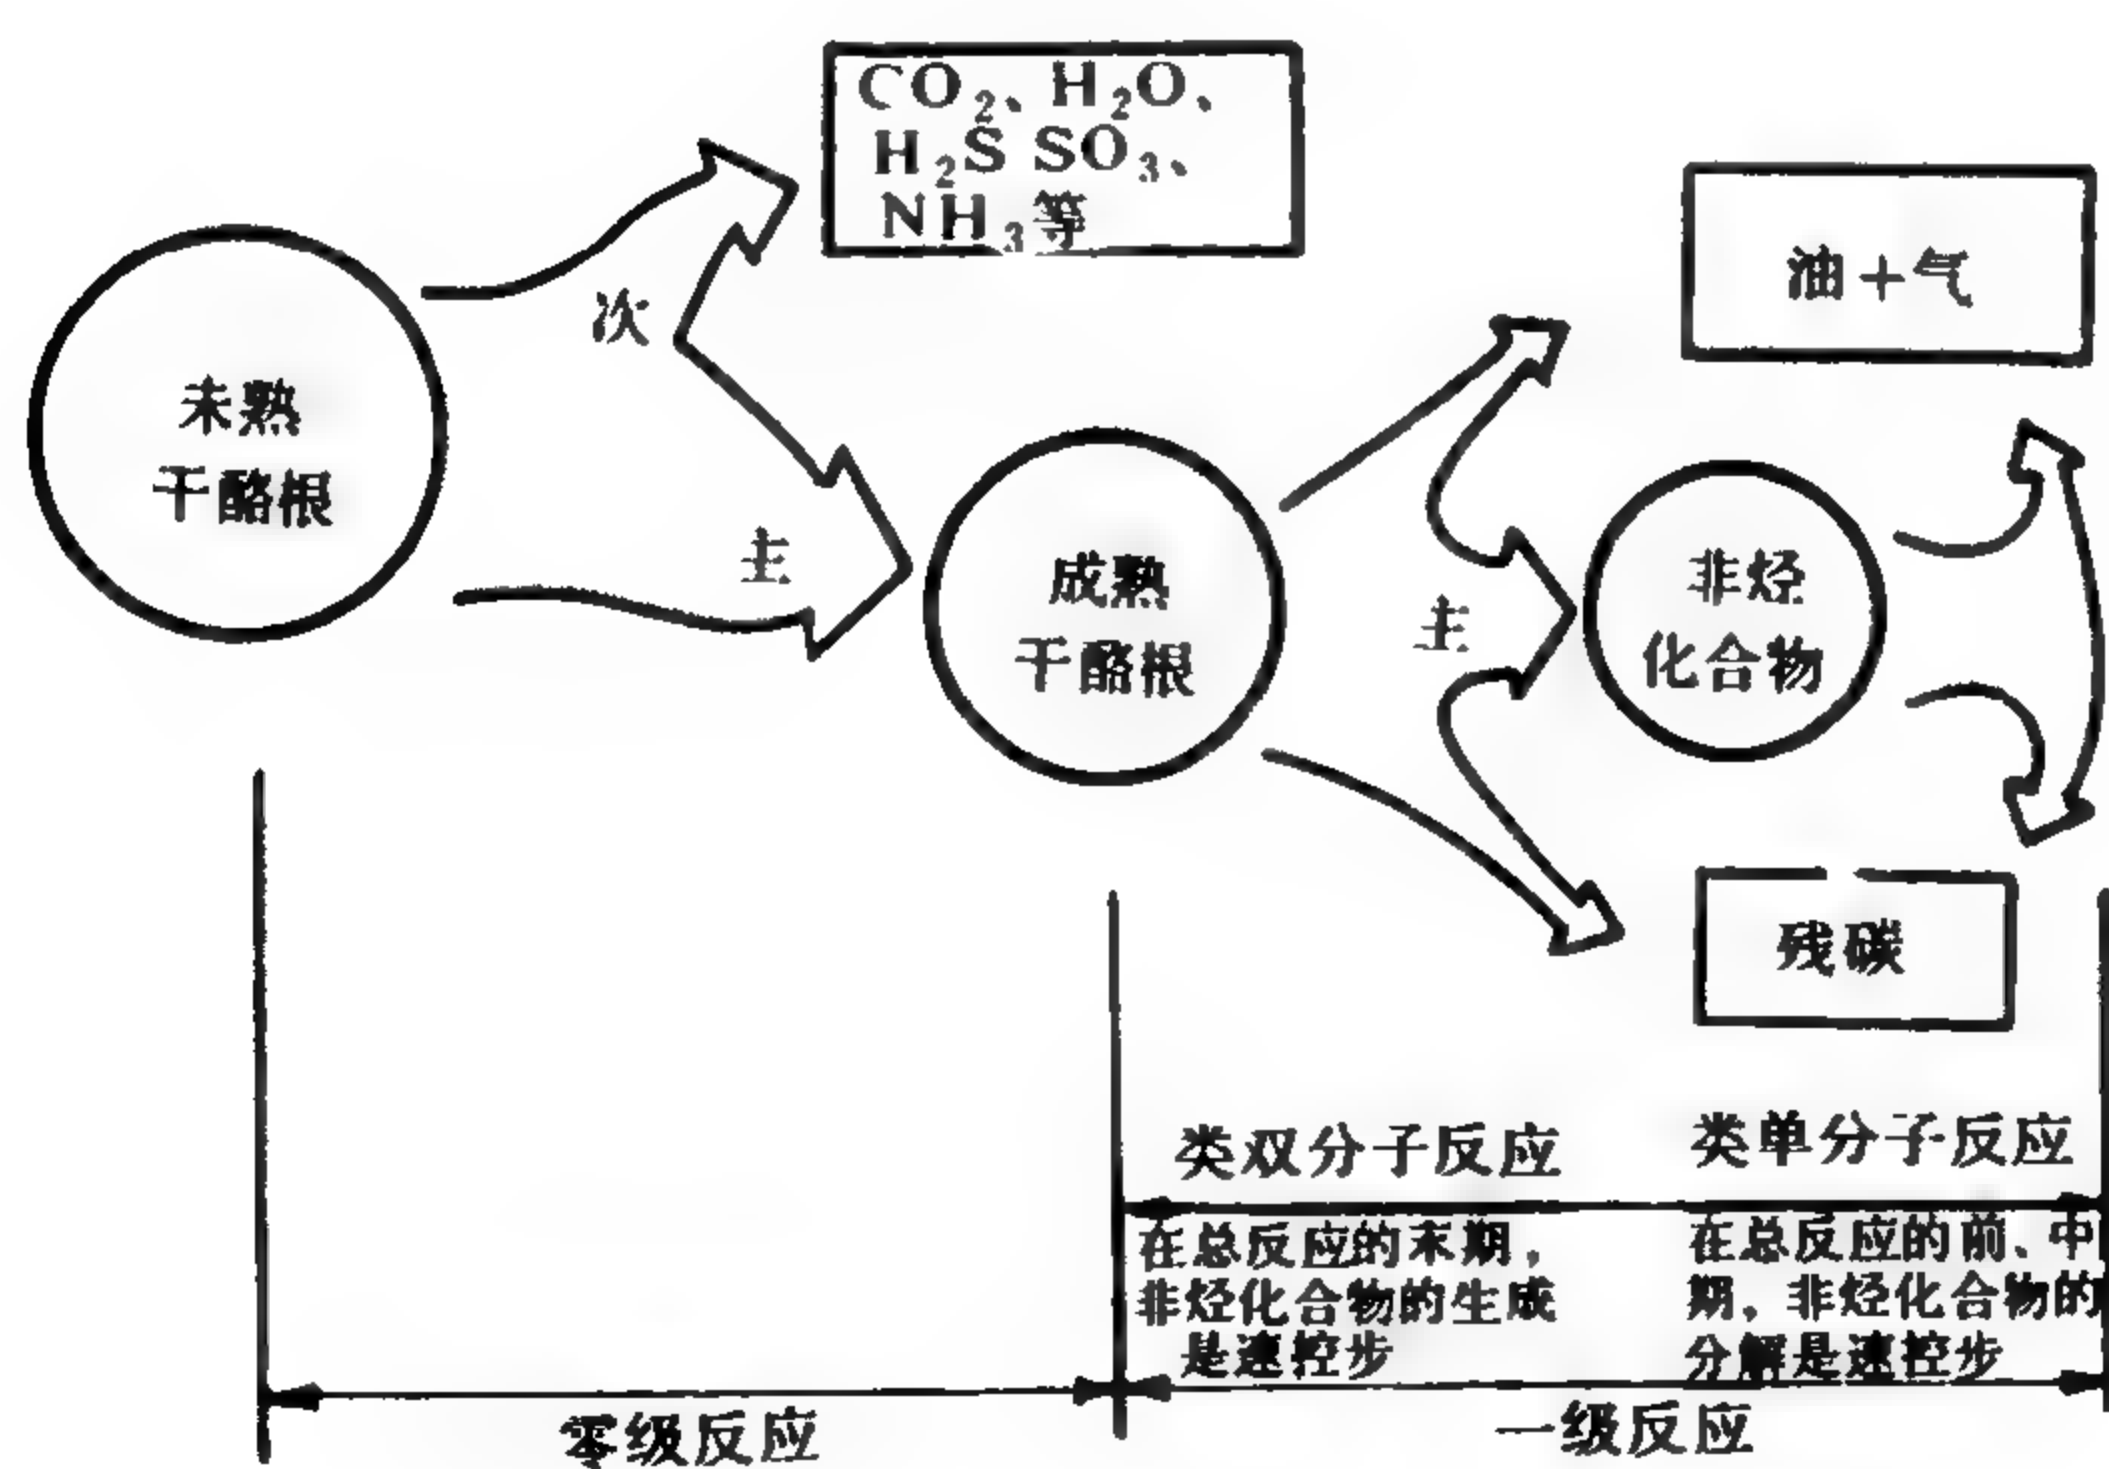 CO₂、H₂O、
H₂S SO₃、
NH₃等
油+气
次
未熟
干酪根
主
成熟
干酪根
主
非烃
化合物
残碳
类双分子反应
类单分子反应
在总反应的末期,
非烃化合物的生成
是速控步
在总反应的前、中
期,非烃化合物的
分解是速控步
零级反应
一级反应